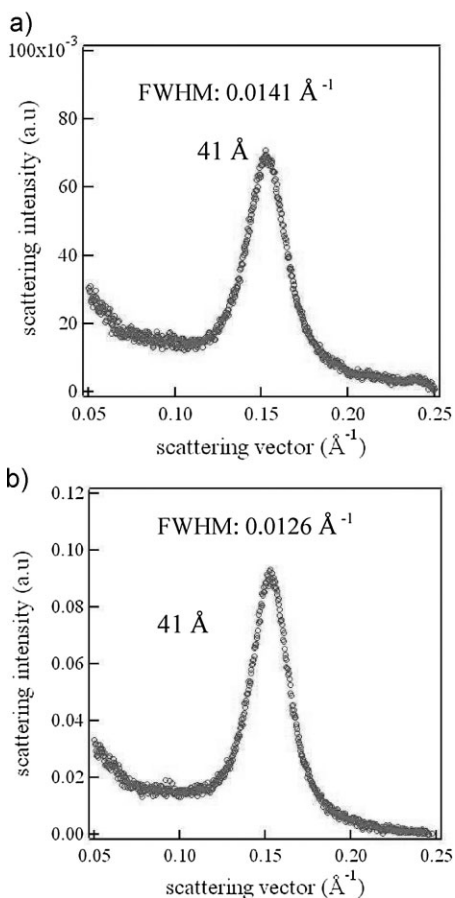 a)
100x10⁻³
80
60
40
20
0
scattering intensity (a.u)
FWHM: 0.0141 Å⁻¹
41 Å
0.05 0.10 0.15 0.20 0.25
scattering vector (Å⁻¹)
b)
0.12
0.10
0.08
0.06
0.04
0.02
0.00
scattering intensity (a.u)
FWHM: 0.0126 Å⁻¹
41 Å
0.05 0.10 0.15 0.20 0.25
scattering vector (Å⁻¹)